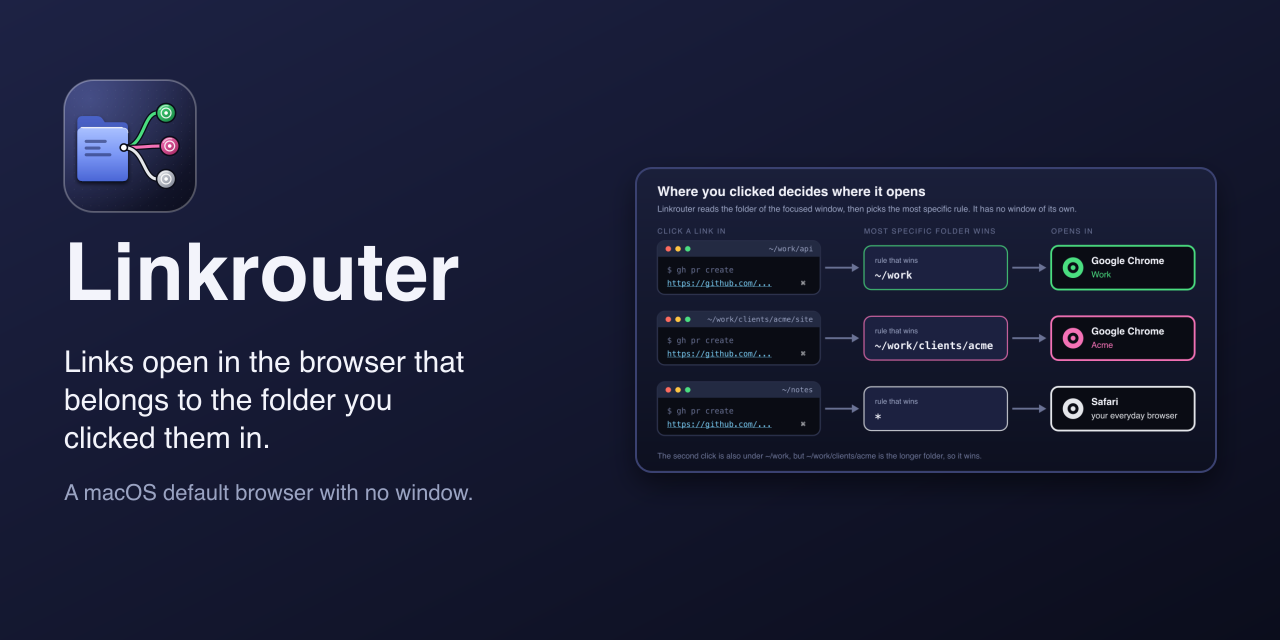 Linkrouter
Links open in the browser that
belongs to the folder you
clicked them in.
A macOS default browser with no window.
Where you clicked decides where it opens
Linkrouter reads the folder of the focused window, then picks the most specific rule. It has no window of its own.
CLICK A LINK IN
MOST SPECIFIC FOLDER WINS
OPENS IN
~/work/api
$ gh pr create
https://github.com/...
⌘
rule that wins
~/work
Google Chrome
Work
~/work/clients/acme/site
$ gh pr create
https://github.com/...
⌘
rule that wins
~/work/clients/acme
Google Chrome
Acme
~/notes
$ gh pr create
https://github.com/...
⌘
rule that wins
*
Safari
your everyday browser
The second click is also under ~/work, but ~/work/clients/acme is the longer folder, so it wins.